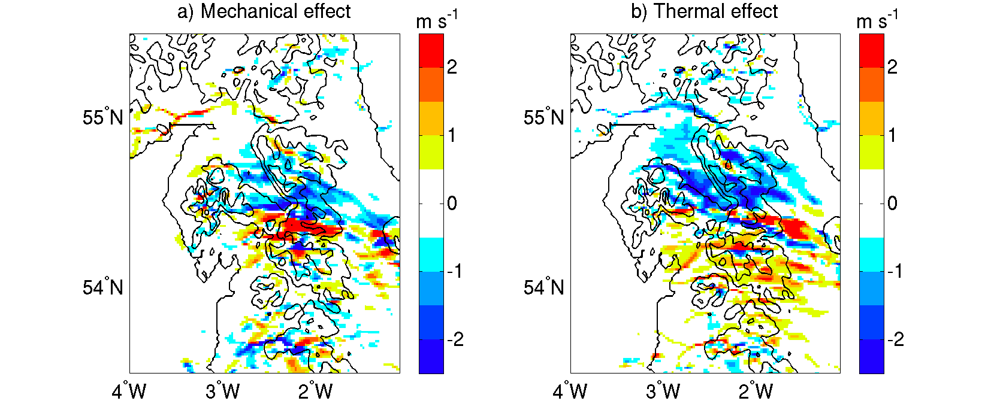 a) Mechanical effect
m s⁻¹
55°N
54°N
4°W
3°W
2°W
2
1
0
-1
-2
b) Thermal effect
m s⁻¹
55°N
54°N
4°W
3°W
2°W
2
1
0
-1
-2